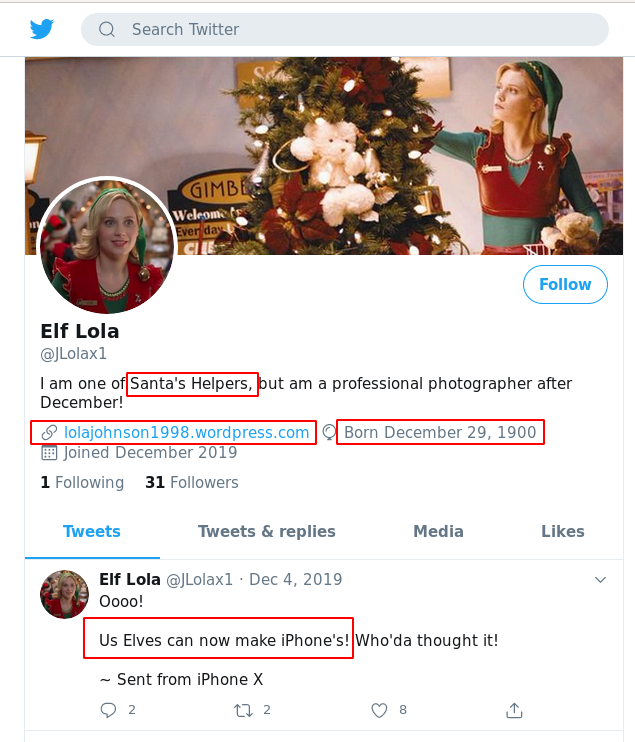 Search Twitter
GIMBE
Welcome
Every day
Follow
Elf Lola
@JLolax1
I am one of Santa's Helpers, but am a professional photographer after
December!
lolajohnson1998.wordpress.com Born December 29, 1900
Joined December 2019
1 Following 31 Followers
Tweets Tweets & replies Media Likes
Elf Lola @JLolax1 · Dec 4, 2019
Oooo!
Us Elves can now make iPhone's! Who'da thought it!
~ Sent from iPhone X
2 2 8